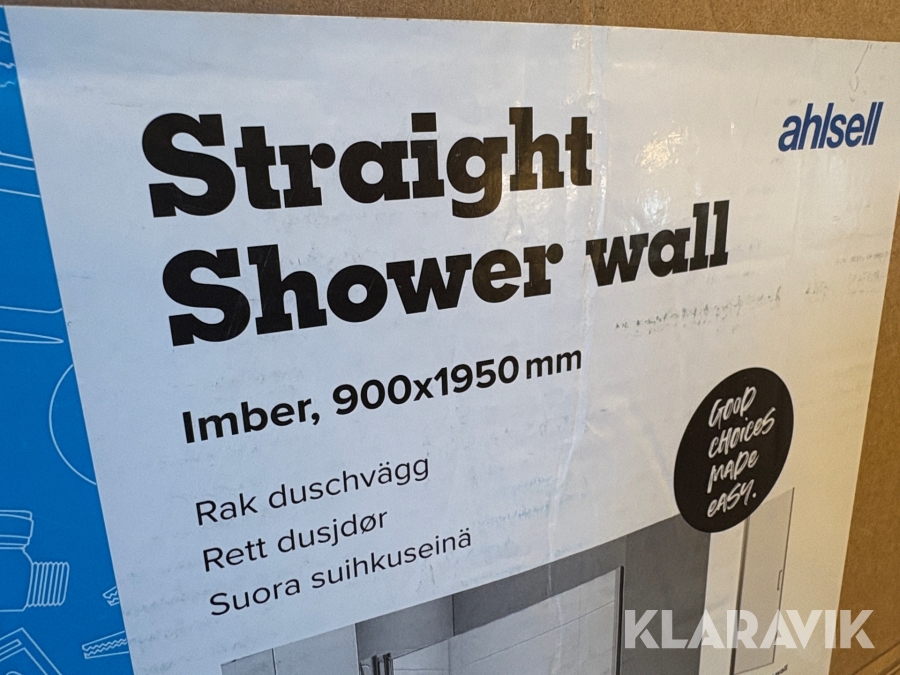 Straight
Shower wall
ahlsell
Imber, 900x1950 mm
Rak duschvägg
Rett dusjdør
Suora suihkuseinä
GOOD
CHOICES
MADE
EASY.
KLARAVIK